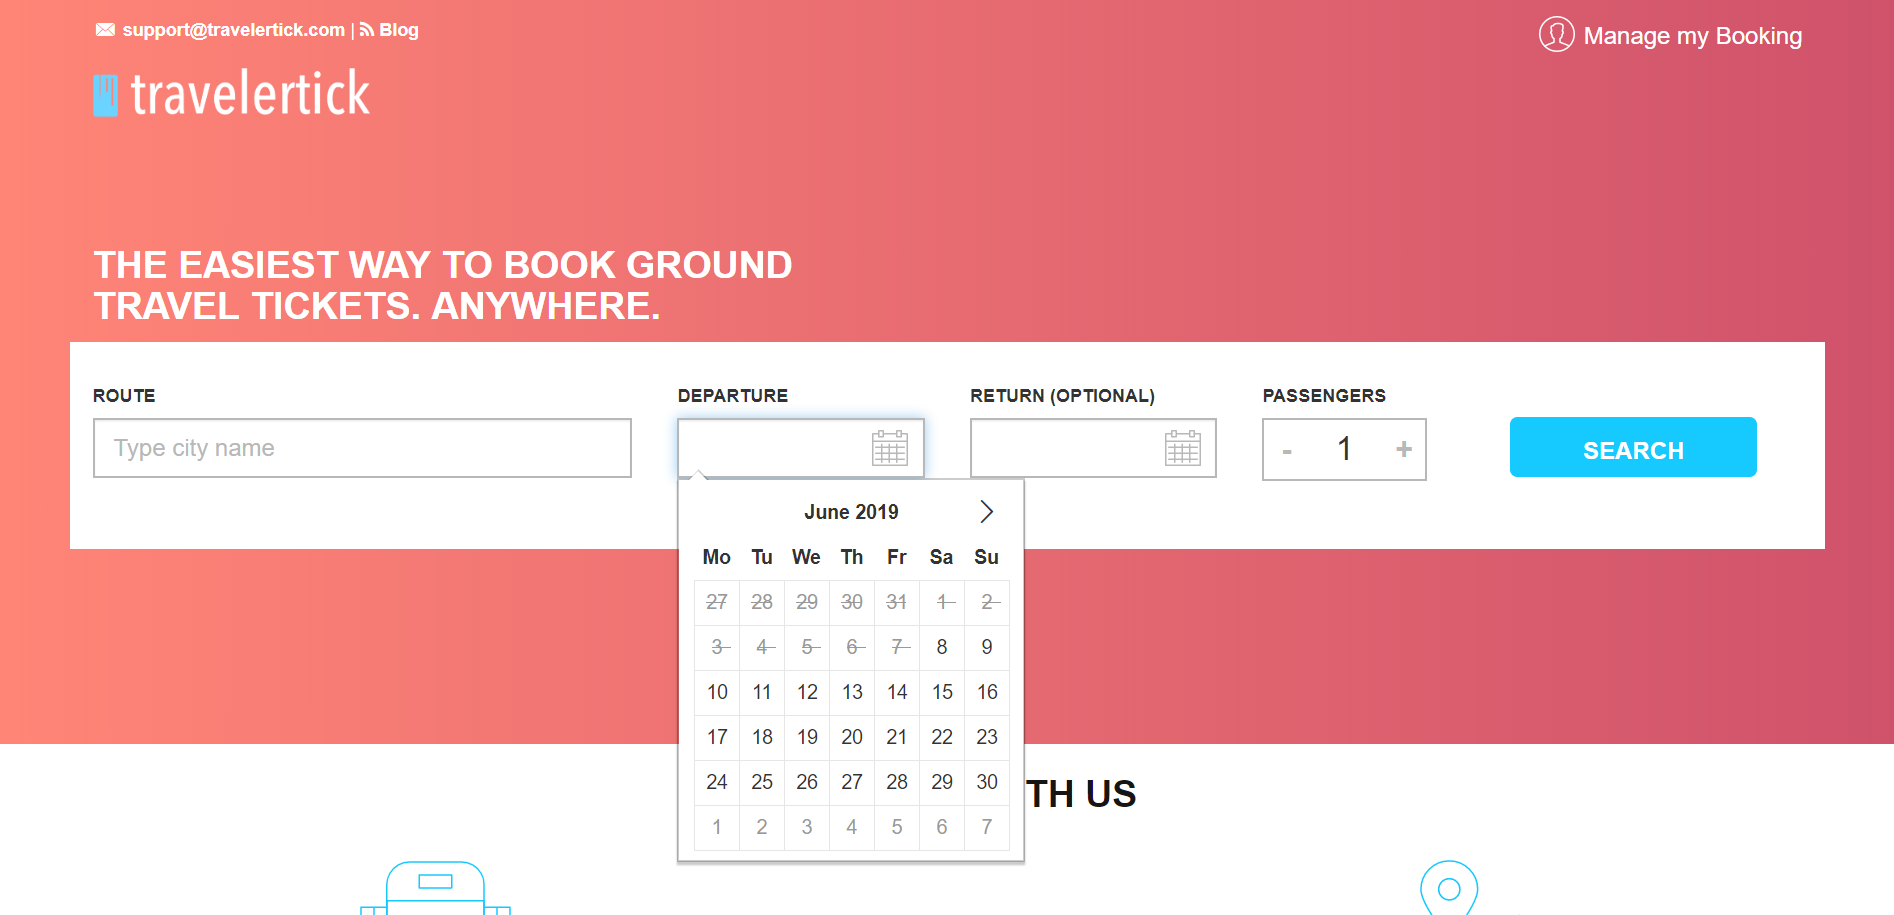 support@travelertick.com | Blog
Manage my Booking
travelertick
THE EASIEST WAY TO BOOK GROUND
TRAVEL TICKETS. ANYWHERE.
ROUTE DEPARTURE RETURN (OPTIONAL) PASSENGERS
Type city name - 1 + SEARCH
June 2019
Mo Tu We Th Fr Sa Su
27 28 29 30 31 1 2
3 4 5 6 7 8 9
10 11 12 13 14 15 16
17 18 19 20 21 22 23
24 25 26 27 28 29 30
1 2 3 4 5 6 7
TH US